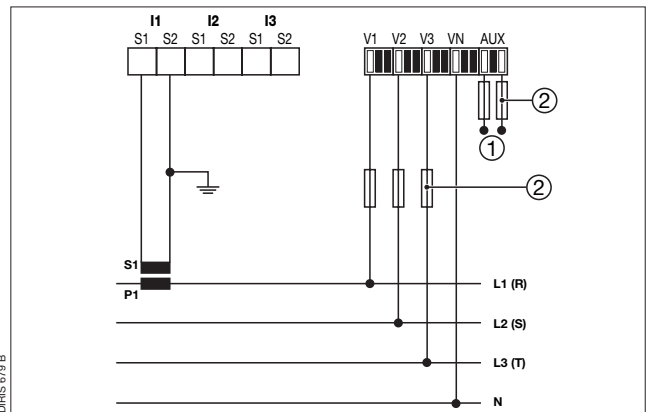 I1 I2 I3
S1 S2 S1 S2 S1 S2
V1 V2 V3 VN AUX
2
1
2
S1
P1
L1 (R)
L2 (S)
L3 (T)
N
DIRIS 679 B